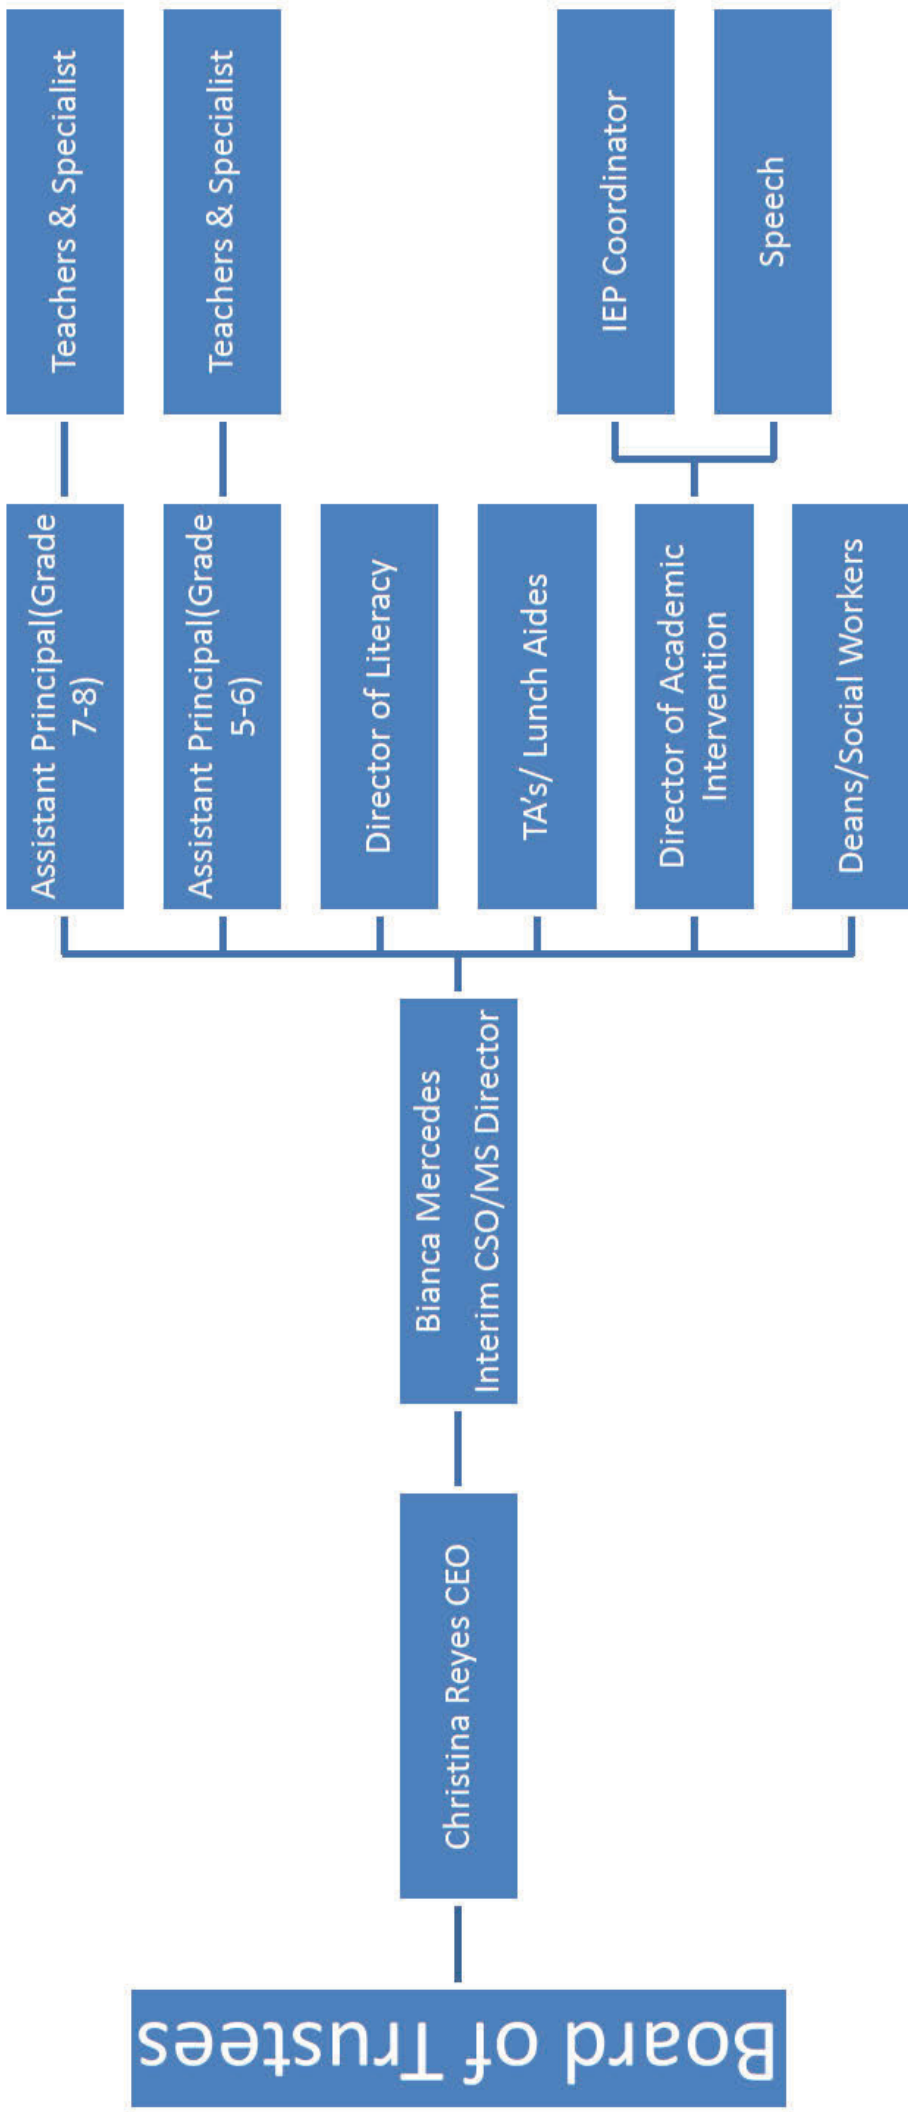 Board of Trustees
Christina Reyes CEO
Bianca Mercedes
Interim CSO/MS Director
Assistant Principal(Grade
7-8)
Teachers & Specialist
Assistant Principal(Grade
5-6)
Teachers & Specialist
Director of Literacy
TA's/ Lunch Aides
Director of Academic
Intervention
IEP Coordinator
Speech
Deans/Social Workers